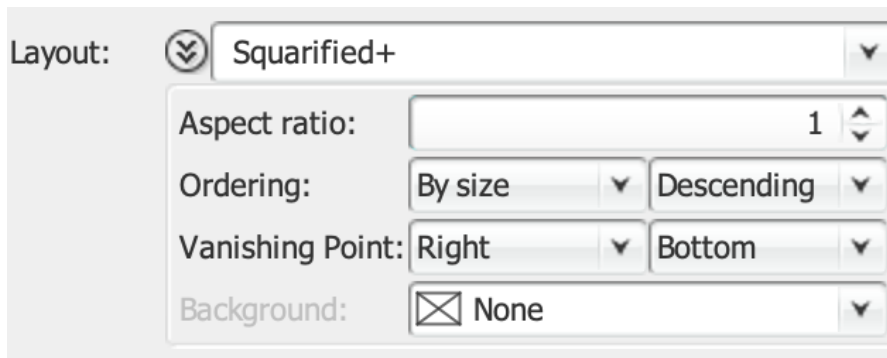 Layout: Squarified+
Aspect ratio: 1
Ordering: By size Descending
Vanishing Point: Right Bottom
Background: None